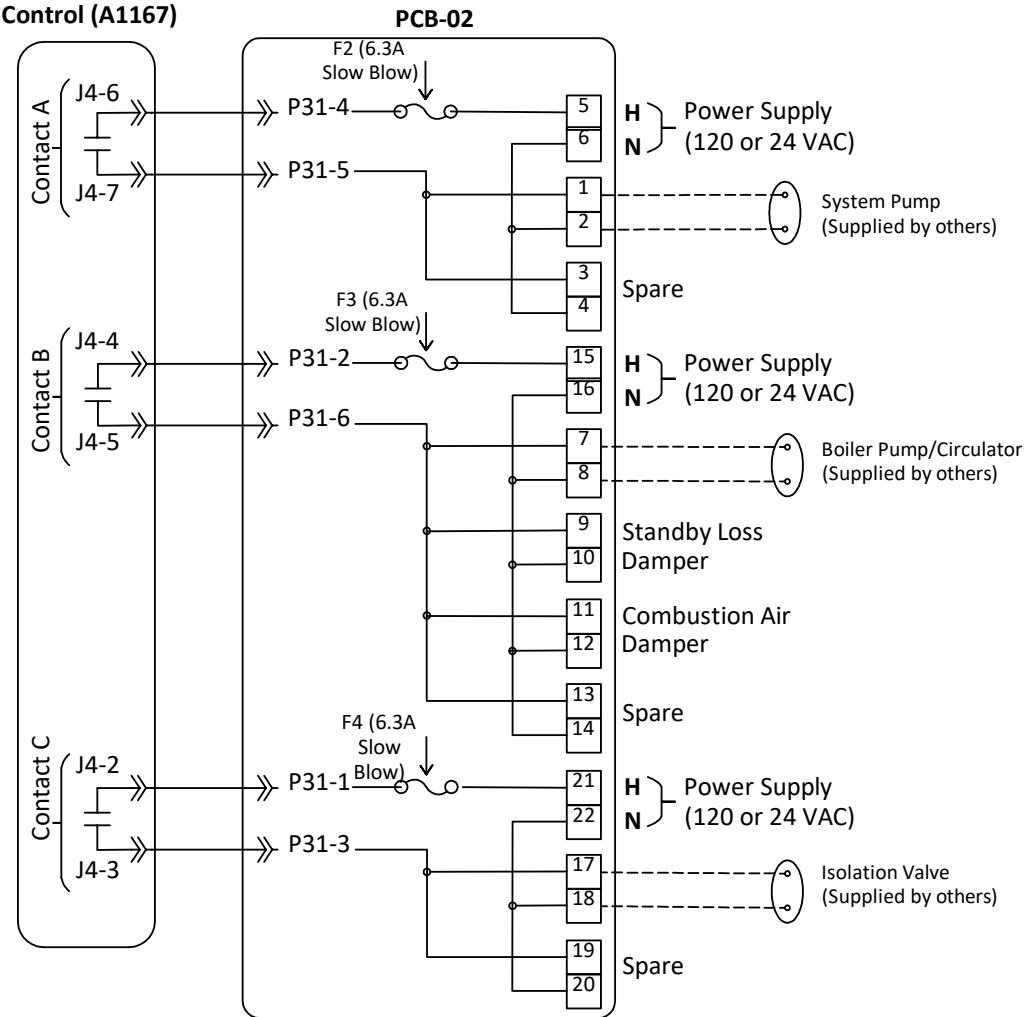 Control (A1167)
PCB-02
Contact A
J4-6
J4-7
P31-4
P31-5
F2 (6.3A
Slow Blow)
5
6
H
N
Power Supply
(120 or 24 VAC)
1
2
System Pump
(Supplied by others)
3
4
Spare
Contact B
J4-4
J4-5
P31-2
P31-6
F3 (6.3A
Slow Blow)
15
16
H
N
Power Supply
(120 or 24 VAC)
7
8
Boiler Pump/Circulator
(Supplied by others)
9
10
Standby Loss
Damper
11
12
Combustion Air
Damper
13
14
Spare
Contact C
J4-2
J4-3
P31-1
P31-3
F4 (6.3A
Slow
Blow)
21
22
H
N
Power Supply
(120 or 24 VAC)
17
18
Isolation Valve
(Supplied by others)
19
20
Spare